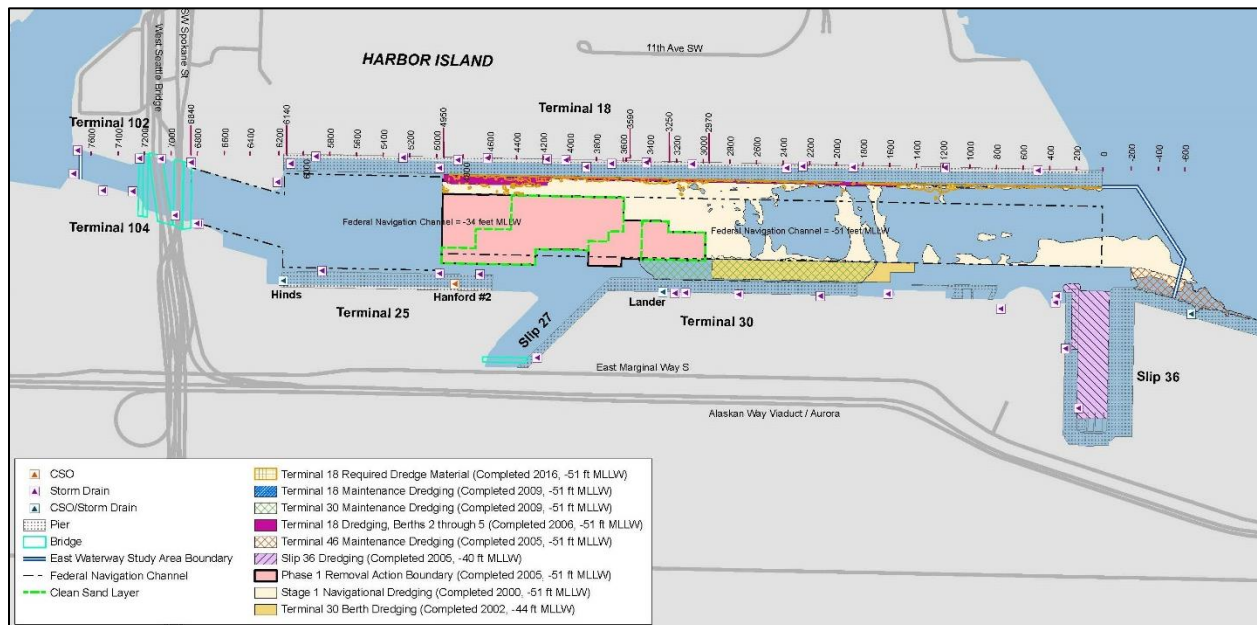 West Seattle Bridge
SW Spokane St
HARBOR ISLAND
11th Ave SW
Terminal 102
Terminal 18
7600
7400
7200
7000
6840
6800
6400
6200
6140
6000
5800
5400
5200
5000
4950
4800
4600
4200
4000
3800
3600
3590
3400
3250
3200
3000
2970
2800
2600
2400
2200
2000
1800
1600
1400
1200
1000
800
600
400
200
0
-200
-400
-600
Terminal 104
Federal Navigation Channel = -34 feet MLLW
Federal Navigation Channel = -51 feet MLLW
Hinds
Hanford #2
Lander
Terminal 25
Slip 27
Terminal 30
Slip 36
East Marginal Way S
Alaskan Way Viaduct / Aurora
CSO
Storm Drain
CSO/Storm Drain
Pier
Bridge
East Waterway Study Area Boundary
Federal Navigation Channel
Clean Sand Layer
Terminal 18 Required Dredge Material (Completed 2016, -51 ft MLLW)
Terminal 18 Maintenance Dredging (Completed 2009, -51 ft MLLW)
Terminal 30 Maintenance Dredging (Completed 2009, -51 ft MLLW)
Terminal 18 Dredging, Berths 2 through 5 (Completed 2006, -51 ft MLLW)
Terminal 46 Maintenance Dredging (Completed 2005, -51 ft MLLW)
Slip 36 Dredging (Completed 2005, -40 ft MLLW)
Phase 1 Removal Action Boundary (Completed 2005, -51 ft MLLW)
Stage 1 Navigational Dredging (Completed 2000, -51 ft MLLW)
Terminal 30 Berth Dredging (Completed 2002, -44 ft MLLW)